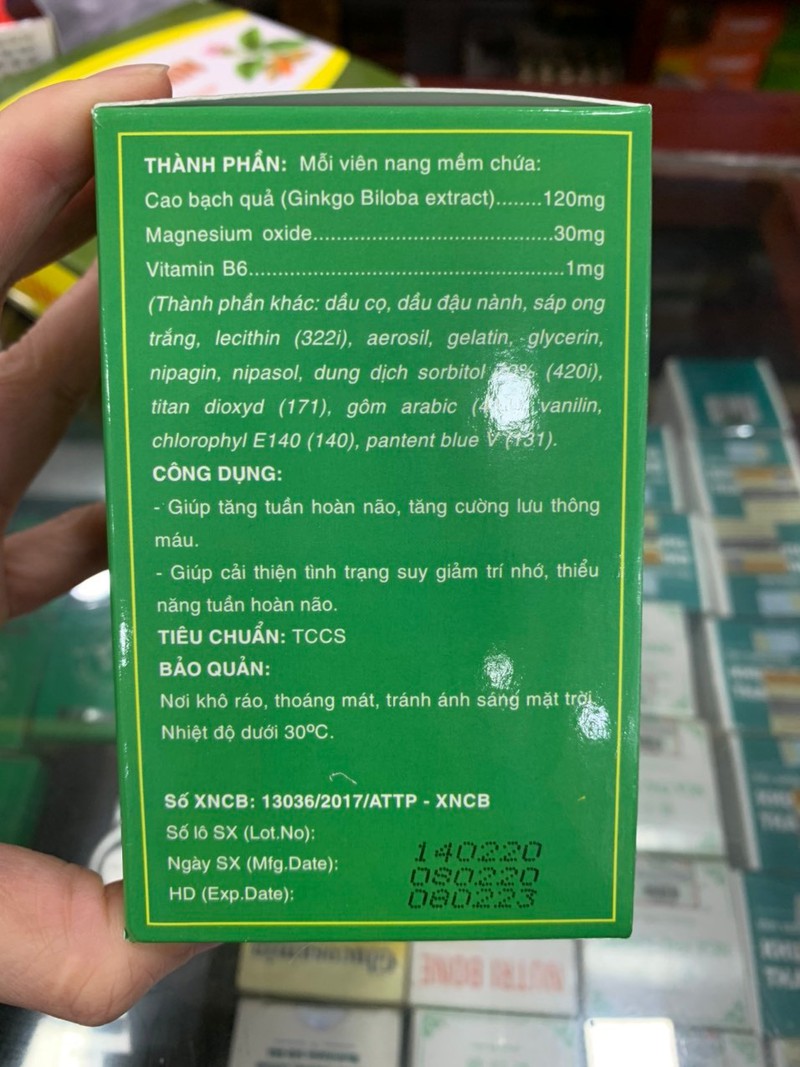 THÀNH PHẦN: Mỗi viên nang mềm chứa:
Cao bạch quả (Ginkgo Biloba extract)........120mg
Magnesium oxide..........................................30mg
Vitamin B6.......................................................1mg
(Thành phần khác: dầu cọ, dầu đậu nành, sáp ong
trắng, lecithin (322i), aerosil, gelatin, glycerin,
nipagin, nipasol, dung dịch sorbitol (420i),
titan dioxyd (171), gôm arabic vanilin,
chlorophyl E140 (140), pantent blue V (131).
CÔNG DỤNG:
- Giúp tăng tuần hoàn não, tăng cường lưu thông
máu.
- Giúp cải thiện tình trạng suy giảm trí nhớ, thiểu
năng tuần hoàn não.
TIÊU CHUẨN: TCCS
BẢO QUẢN:
Nơi khô ráo, thoáng mát, tránh ánh sáng mặt trời.
Nhiệt độ dưới 30ºC.
Số XNCB: 13036/2017/ATTP - XNCB
Số lô SX (Lot.No): 140220
Ngày SX (Mfg.Date): 080220
HD (Exp.Date): 080223
NUTRI BONE